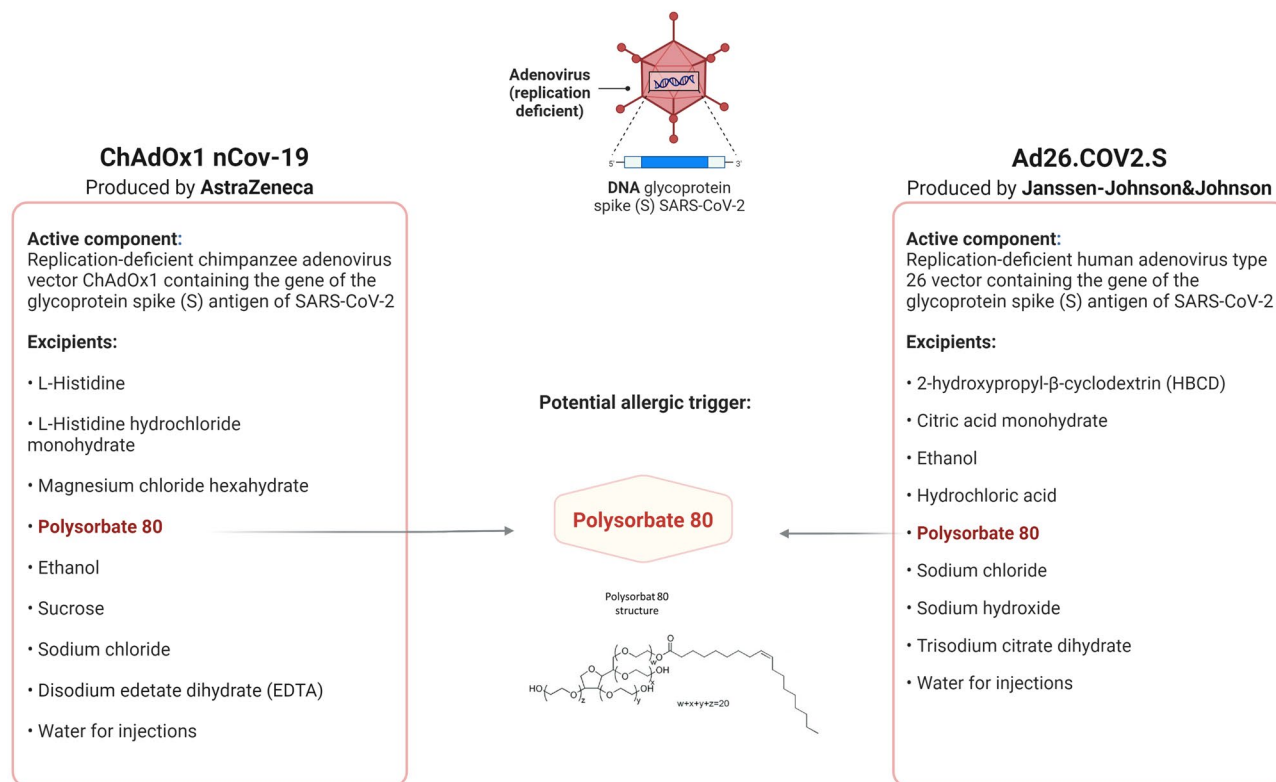 Adenovirus
(replication
deficient)
5'
3'
DNA glycoprotein
spike (S) SARS-CoV-2
ChAdOx1 nCov-19
Produced by AstraZeneca
Active component:
Replication-deficient chimpanzee adenovirus
vector ChAdOx1 containing the gene of the
glycoprotein spike (S) antigen of SARS-CoV-2
Excipients:
• L-Histidine
• L-Histidine hydrochloride
monohydrate
• Magnesium chloride hexahydrate
• Polysorbate 80
• Ethanol
• Sucrose
• Sodium chloride
• Disodium edetate dihydrate (EDTA)
• Water for injections
Potential allergic trigger:
Polysorbate 80
Polysorbat 80
structure
O
O
w
O
O
O
x
OH
HO
O
z
O
y
OH
w+x+y+z=20
Ad26.COV2.S
Produced by Janssen-Johnson&Johnson
Active component:
Replication-deficient human adenovirus type
26 vector containing the gene of the
glycoprotein spike (S) antigen of SARS-CoV-2
Excipients:
• 2-hydroxypropyl-β-cyclodextrin (HBCD)
• Citric acid monohydrate
• Ethanol
• Hydrochloric acid
• Polysorbate 80
• Sodium chloride
• Sodium hydroxide
• Trisodium citrate dihydrate
• Water for injections